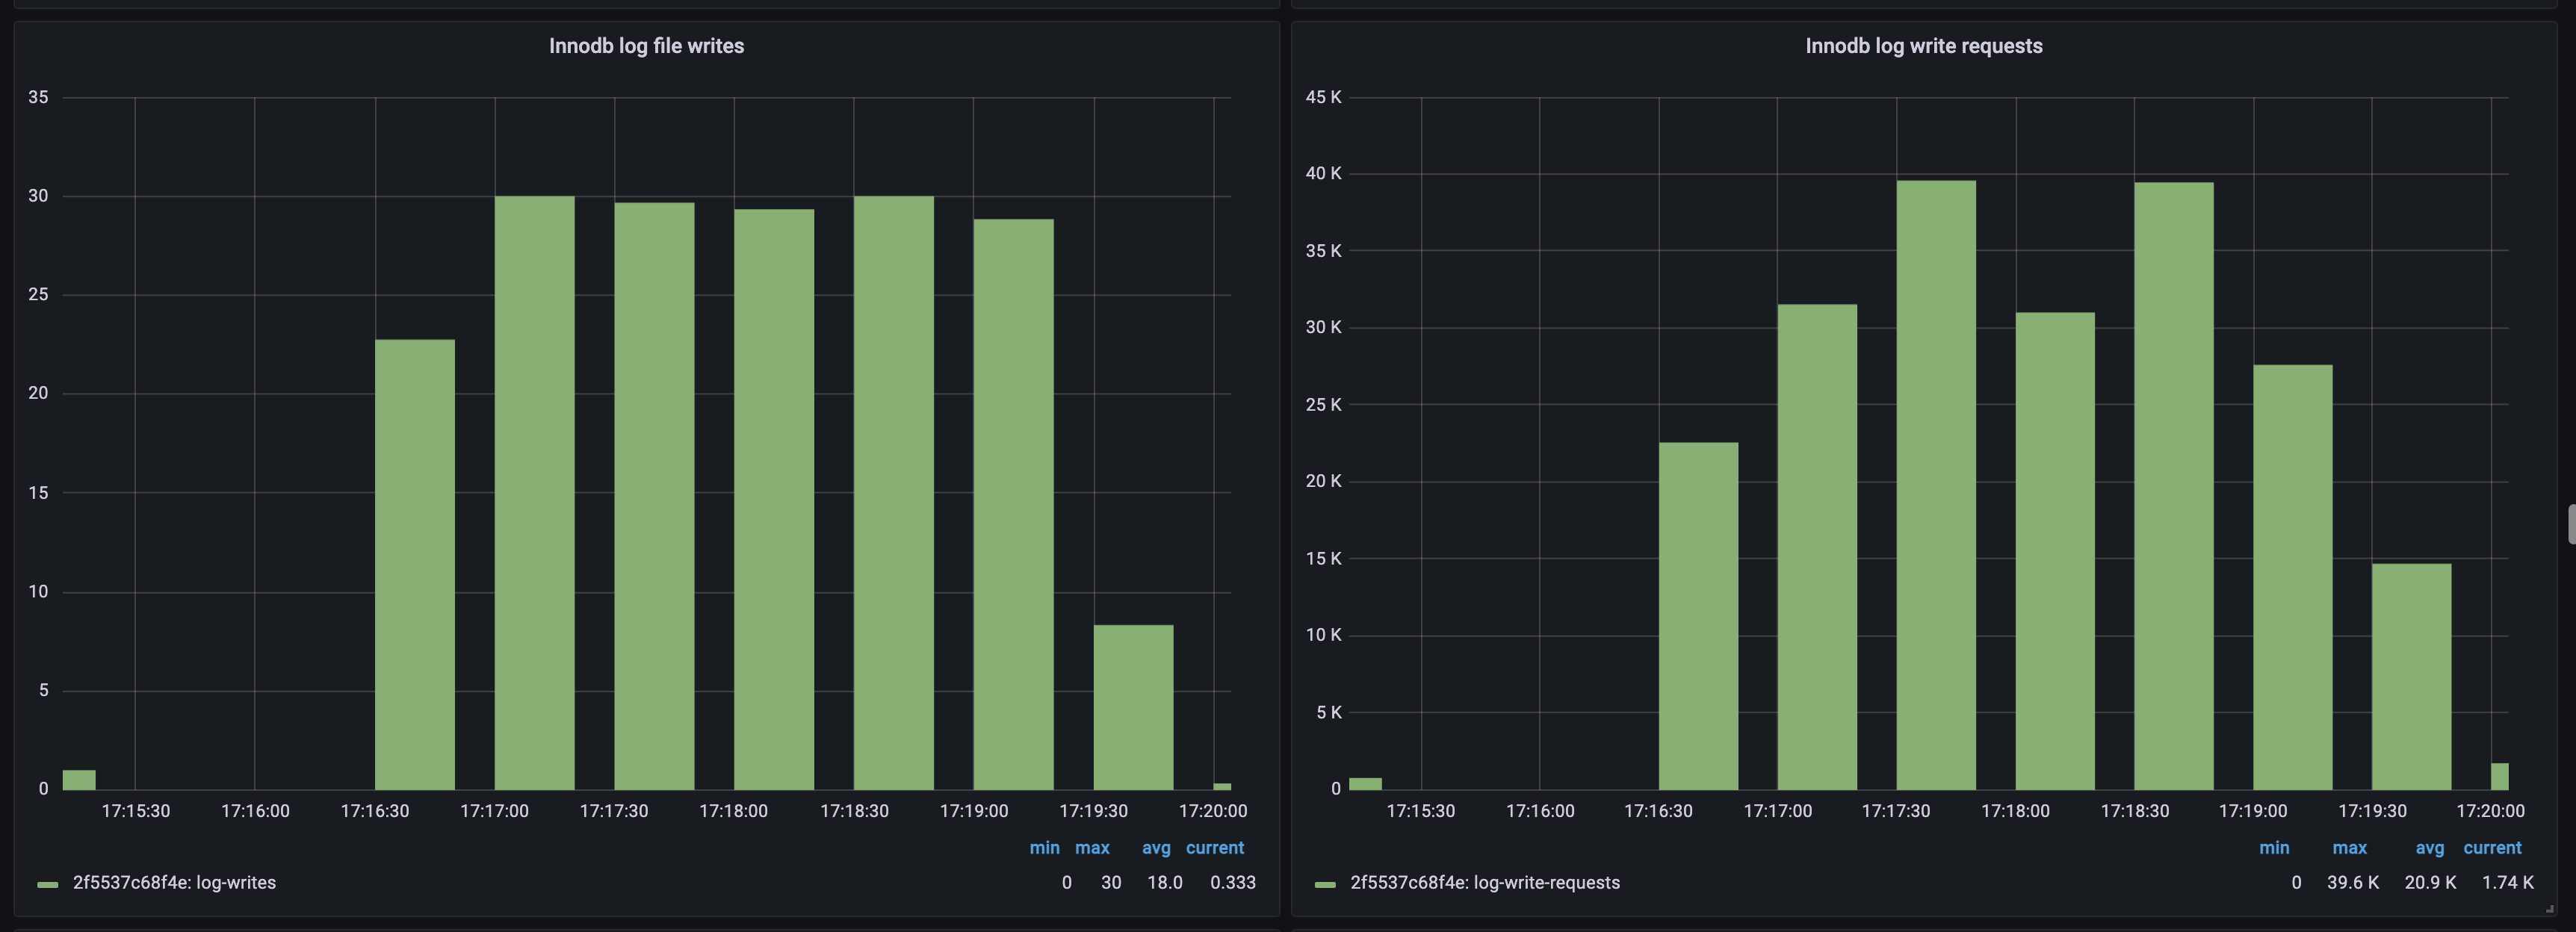 Innodb log file writes
35
30
25
20
15
10
5
0
17:15:30 17:16:00 17:16:30 17:17:00 17:17:30 17:18:00 17:18:30 17:19:00 17:19:30 17:20:00
min max avg current
2f5537c68f4e: log-writes 0 30 18.0 0.333
Innodb log write requests
45 K
40 K
35 K
30 K
25 K
20 K
15 K
10 K
5 K
0
17:15:30 17:16:00 17:16:30 17:17:00 17:17:30 17:18:00 17:18:30 17:19:00 17:19:30 17:20:00
min max avg current
2f5537c68f4e: log-write-requests 0 39.6 K 20.9 K 1.74 K